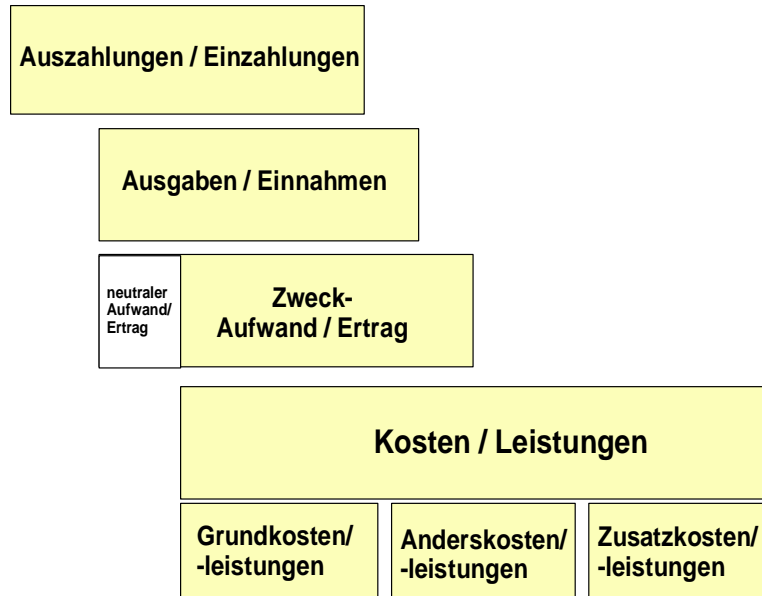 Auszahlungen / Einzahlungen
Ausgaben / Einnahmen
neutraler
Aufwand/
Ertrag
Zweck-
Aufwand / Ertrag
Kosten / Leistungen
Grundkosten/
-leistungen
Anderskosten/
-leistungen
Zusatzkosten/
-leistungen